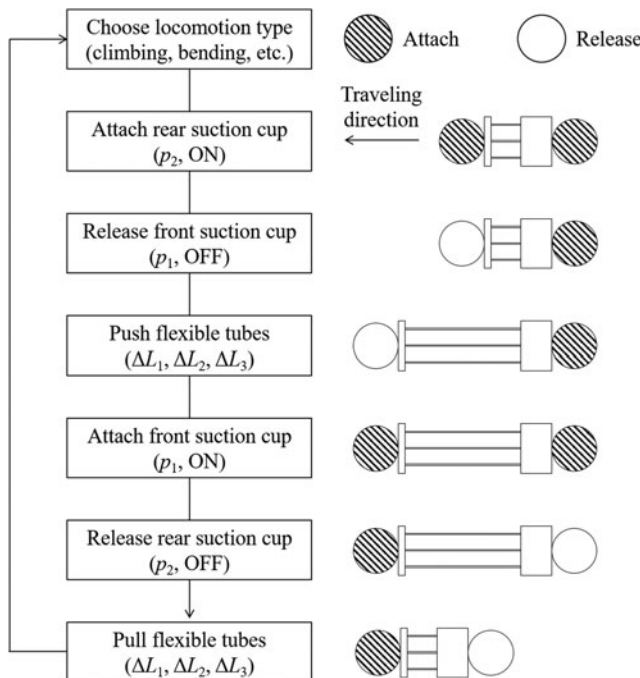 Choose locomotion type
(climbing, bending, etc.)
Attach
Release
Attach rear suction cup
(p₂, ON)
Traveling
direction
Release front suction cup
(p₁, OFF)
Push flexible tubes
(ΔL₁, ΔL₂, ΔL₃)
Attach front suction cup
(p₁, ON)
Release rear suction cup
(p₂, OFF)
Pull flexible tubes
(ΔL₁, ΔL₂, ΔL₃)